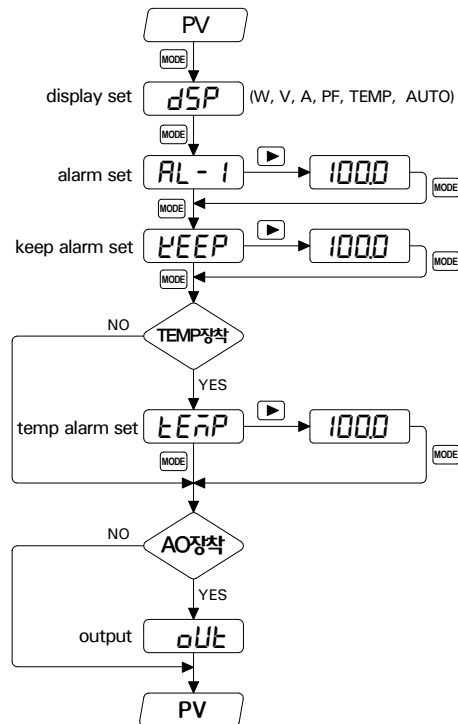 PV
MODE
display set dSP (W, V, A, PF, TEMP, AUTO)
MODE
alarm set AL - 1 ▶ 100.0
MODE
MODE
keep alarm set KEEP ▶ 100.0
MODE
MODE
NO TEMP장착
YES
temp alarm set tEmP ▶ 100.0
MODE
MODE
NO AO장착
YES
output oUt
PV